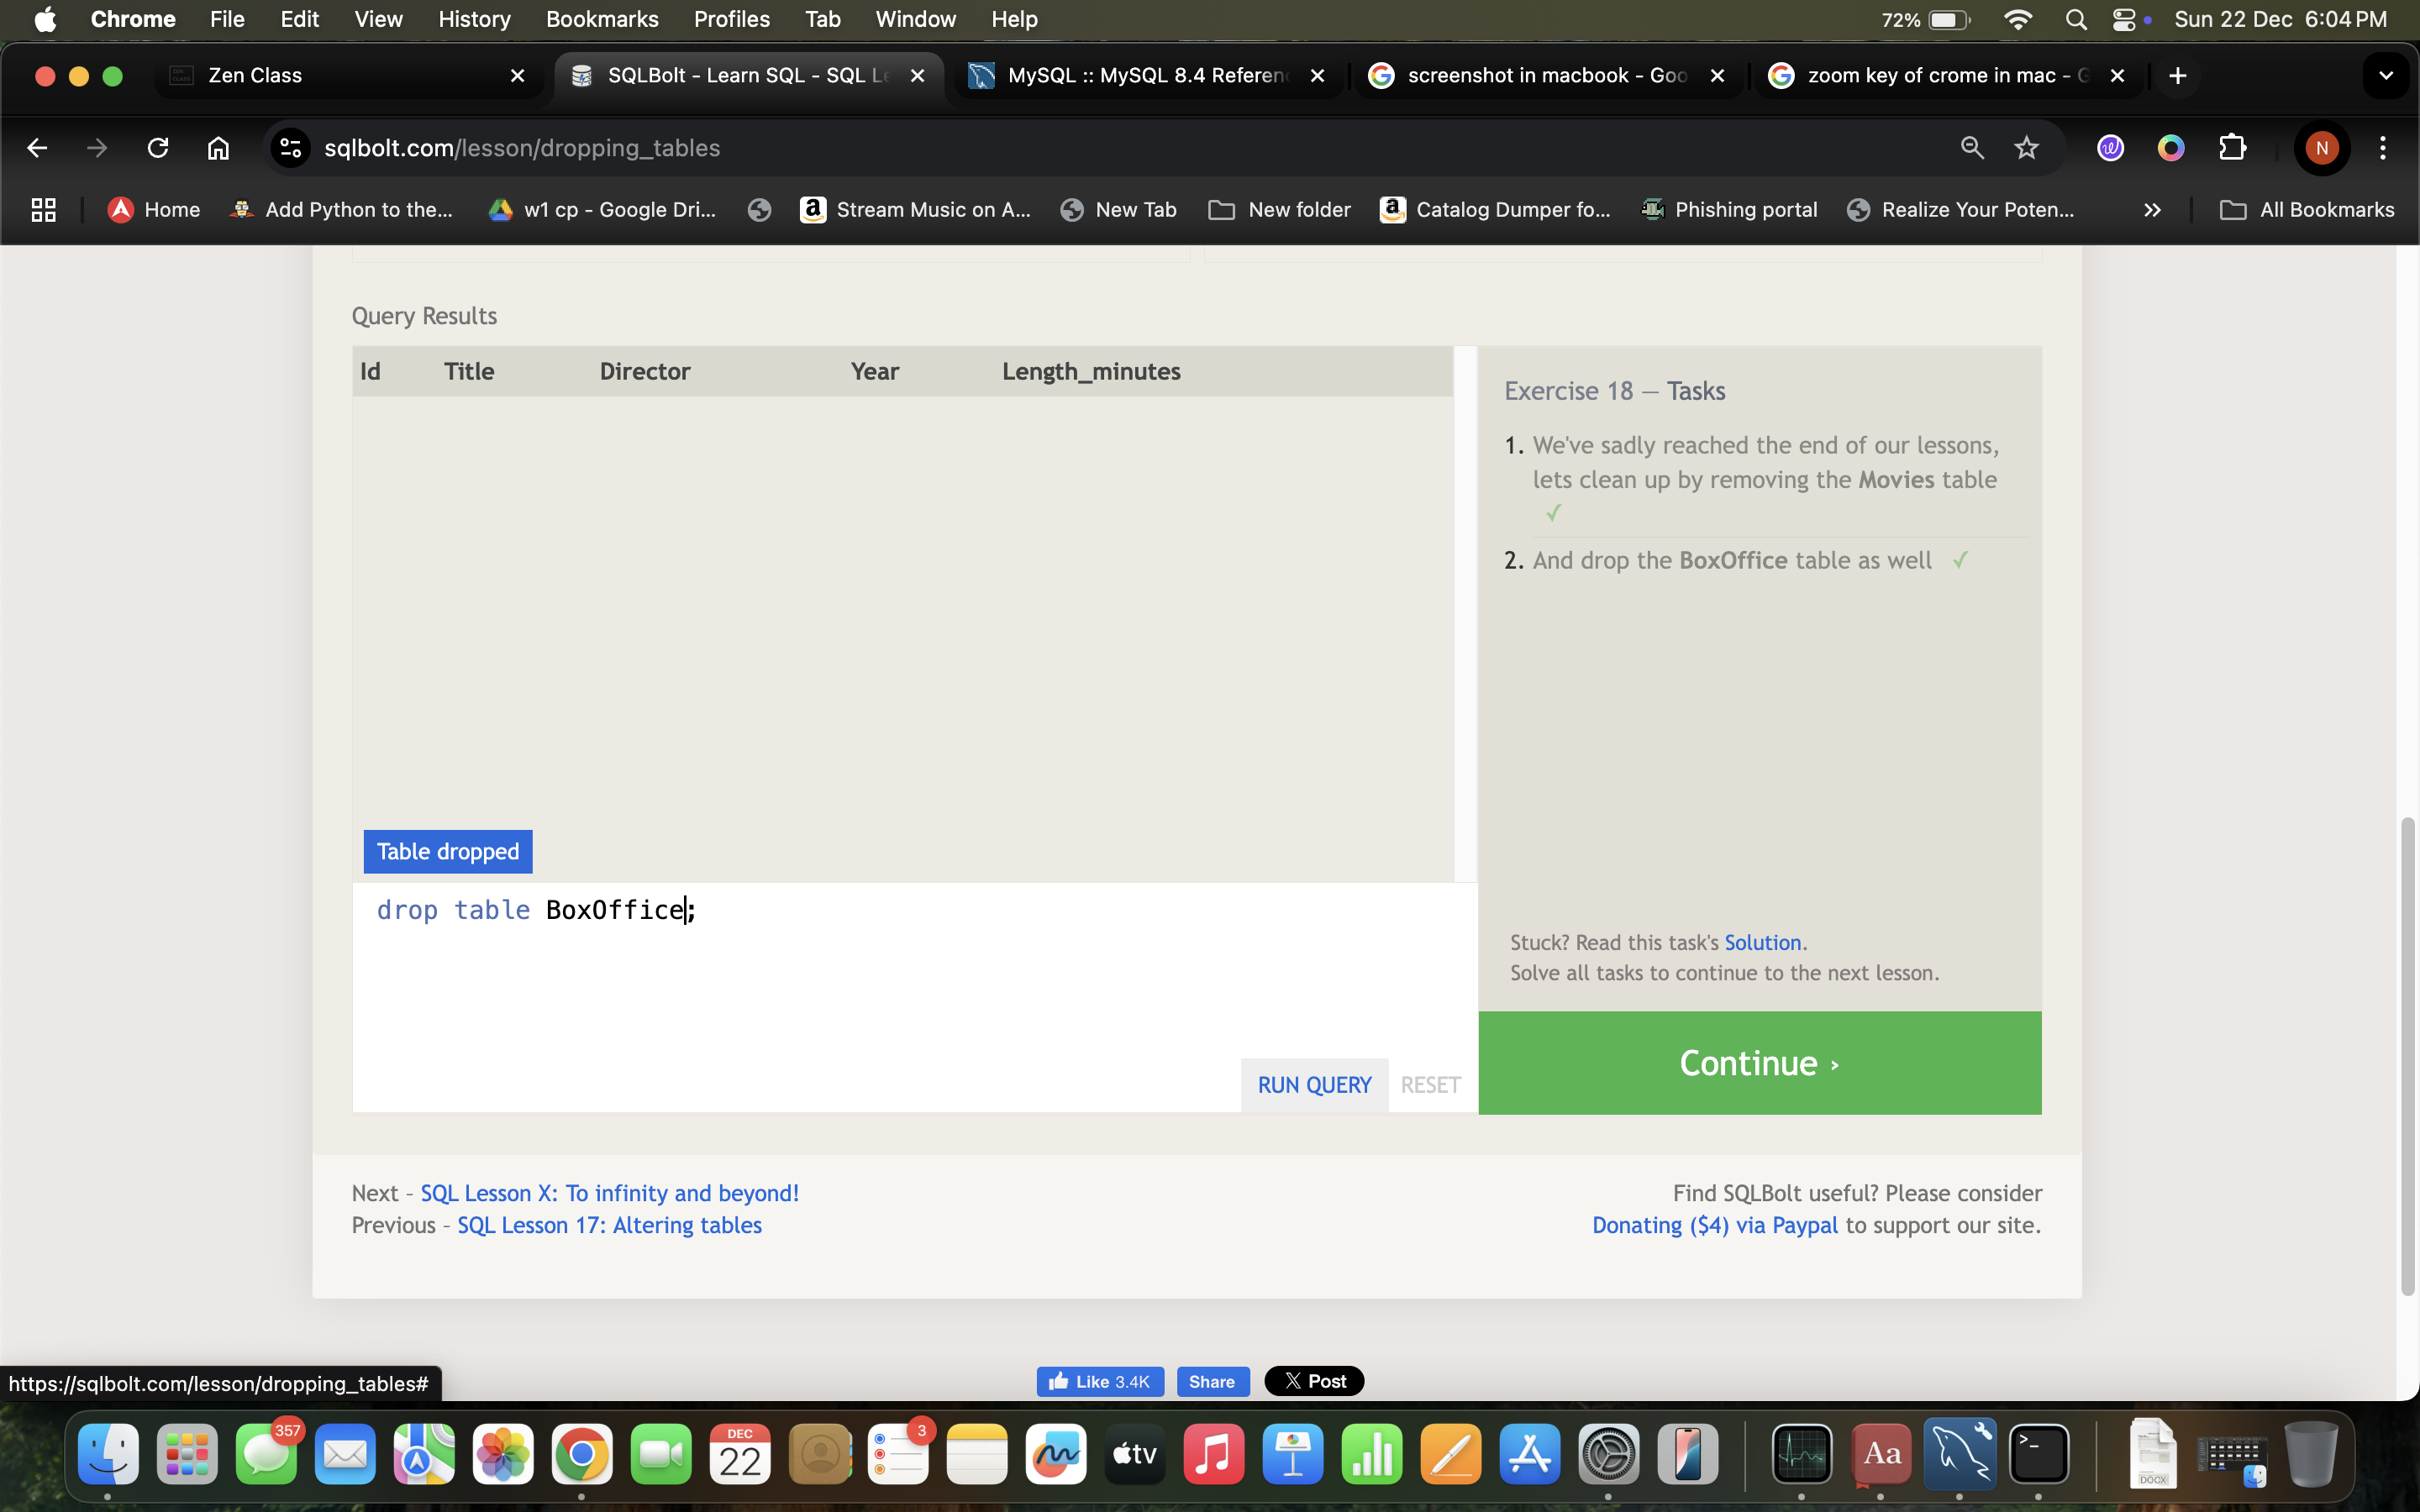 Chrome File Edit View History Bookmarks Profiles Tab Window Help 72% Sun 22 Dec 6:04 PM
Zen Class SQLBolt - Learn SQL - SQL Le MySQL :: MySQL 8.4 Referen screenshot in macbook - Goo zoom key of crome in mac - G
sqlbolt.com/lesson/dropping_tables N
Home Add Python to the... w1 cp - Google Dri... Stream Music on A... New Tab New folder Catalog Dumper fo... Phishing portal Realize Your Poten... All Bookmarks
Query Results
Id Title Director Year Length_minutes
Exercise 18 — Tasks
1. We've sadly reached the end of our lessons,
lets clean up by removing the Movies table
✓
2. And drop the BoxOffice table as well ✓
Table dropped
drop table BoxOffice;
Stuck? Read this task's Solution.
Solve all tasks to continue to the next lesson.
RUN QUERY RESET
Continue ›
Next – SQL Lesson X: To infinity and beyond!
Previous – SQL Lesson 17: Altering tables
Find SQLBolt useful? Please consider
Donating ($4) via Paypal to support our site.
https://sqlbolt.com/lesson/dropping_tables#
Like 3.4K Share X Post
357 DEC 22 3 tv Aa >_ DOCX